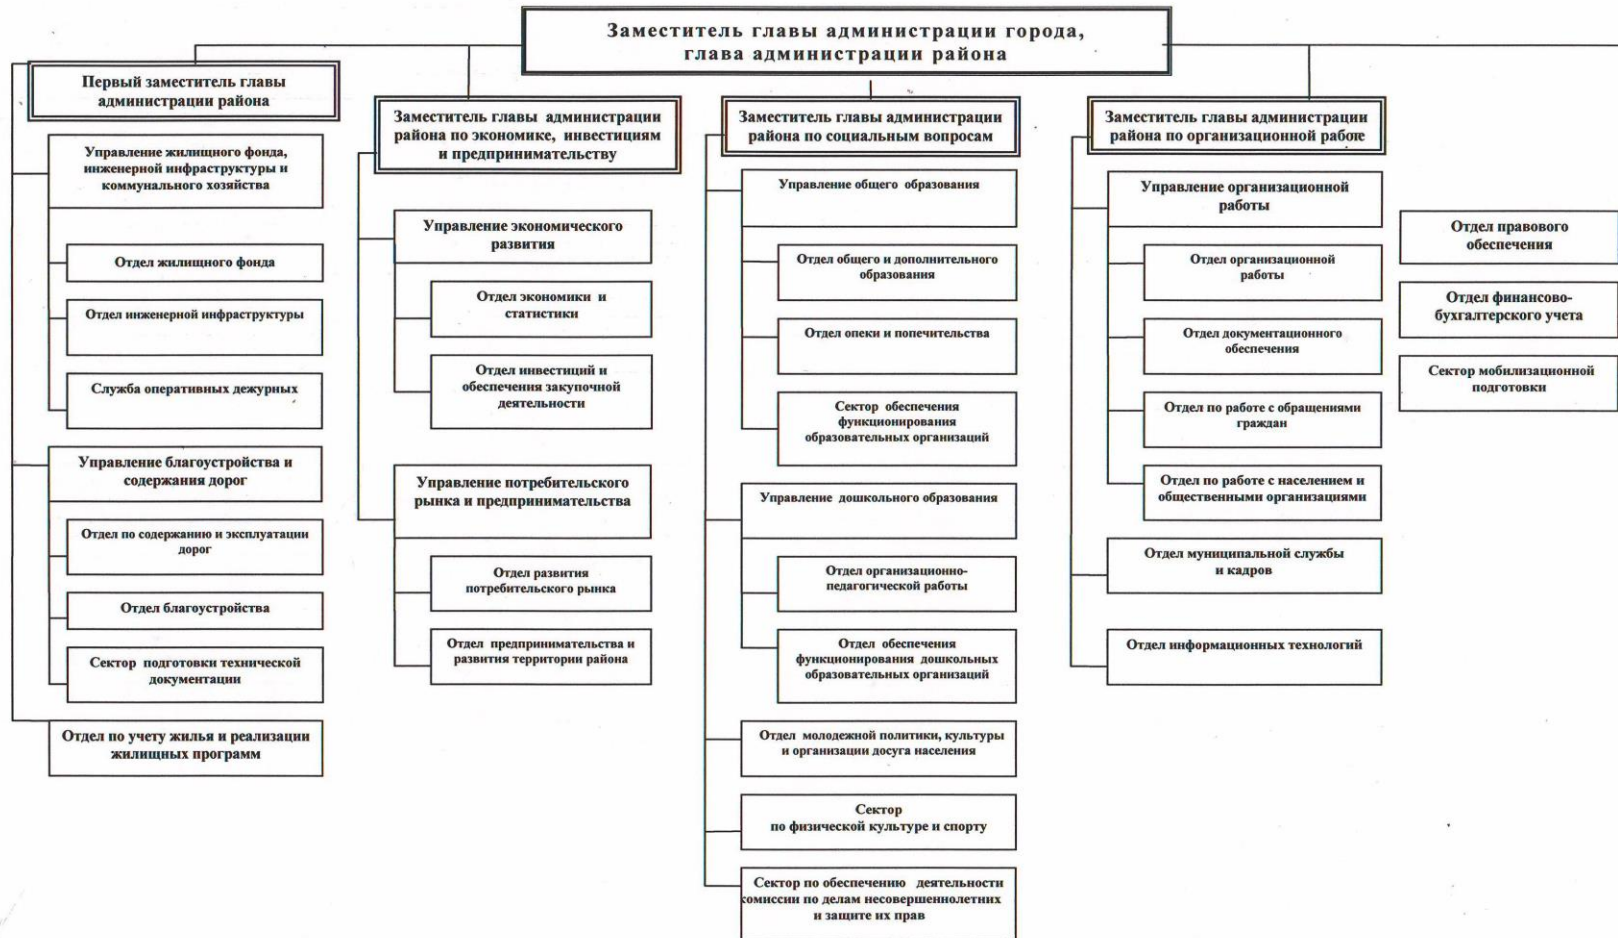 Заместитель главы администрации города,
глава администрации района
Первый заместитель главы
администрации района
Управление жилищного фонда,
инженерной инфраструктуры и
коммунального хозяйства
Отдел жилищного фонда
Отдел инженерной инфраструктуры
Служба оперативных дежурных
Управление благоустройства и
содержания дорог
Отдел по содержанию и эксплуатации
дорог
Отдел благоустройства
Сектор подготовки технической
документации
Отдел по учету жилья и реализации
жилищных программ
Заместитель главы администрации
района по экономике, инвестициям
и предпринимательству
Управление экономического
развития
Отдел экономики и
статистики
Отдел инвестиций и
обеспечения закупочной
деятельности
Управление потребительского
рынка и предпринимательства
Отдел развития
потребительского рынка
Отдел предпринимательства и
развития территории района
Заместитель главы администрации
района по социальным вопросам
Управление общего образования
Отдел общего и дополнительного
образования
Отдел опеки и попечительства
Сектор обеспечения
функционирования
образовательных организаций
Управление дошкольного образования
Отдел организационно-
педагогической работы
Отдел обеспечения
функционирования дошкольных
образовательных организаций
Отдел молодежной политики, культуры
и организации досуга населения
Сектор
по физической культуре и спорту
Сектор по обеспечению деятельности
комиссии по делам несовершеннолетних
и защите их прав
Заместитель главы администрации
района по организационной работе
Управление организационной
работы
Отдел организационной
работы
Отдел документационного
обеспечения
Отдел по работе с обращениями
граждан
Отдел по работе с населением и
общественными организациями
Отдел муниципальной службы
и кадров
Отдел информационных технологий
Отдел правового
обеспечения
Отдел финансово-
бухгалтерского учета
Сектор мобилизационной
подготовки